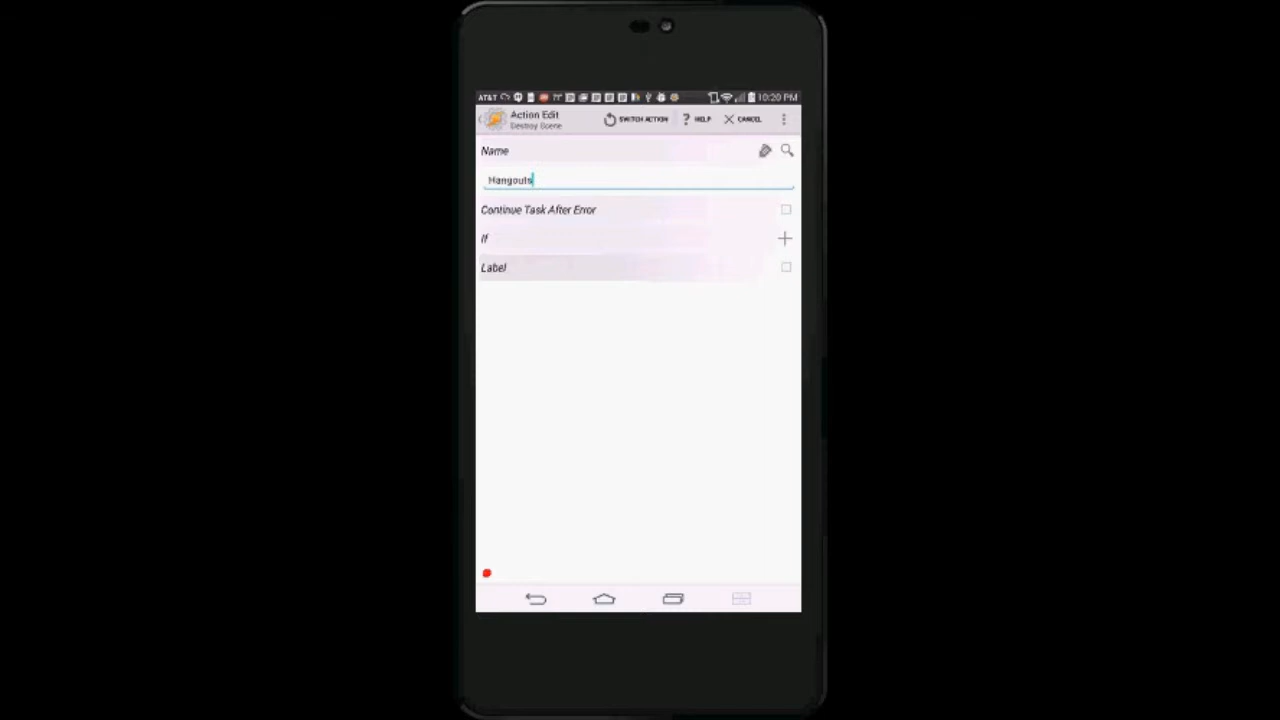 AT&T 10:20 PM
Action Edit
Destroy Scene
SWITCH ACTION
? HELP
CANCEL
Name
Hangouts
Continue Task After Error
If
Label